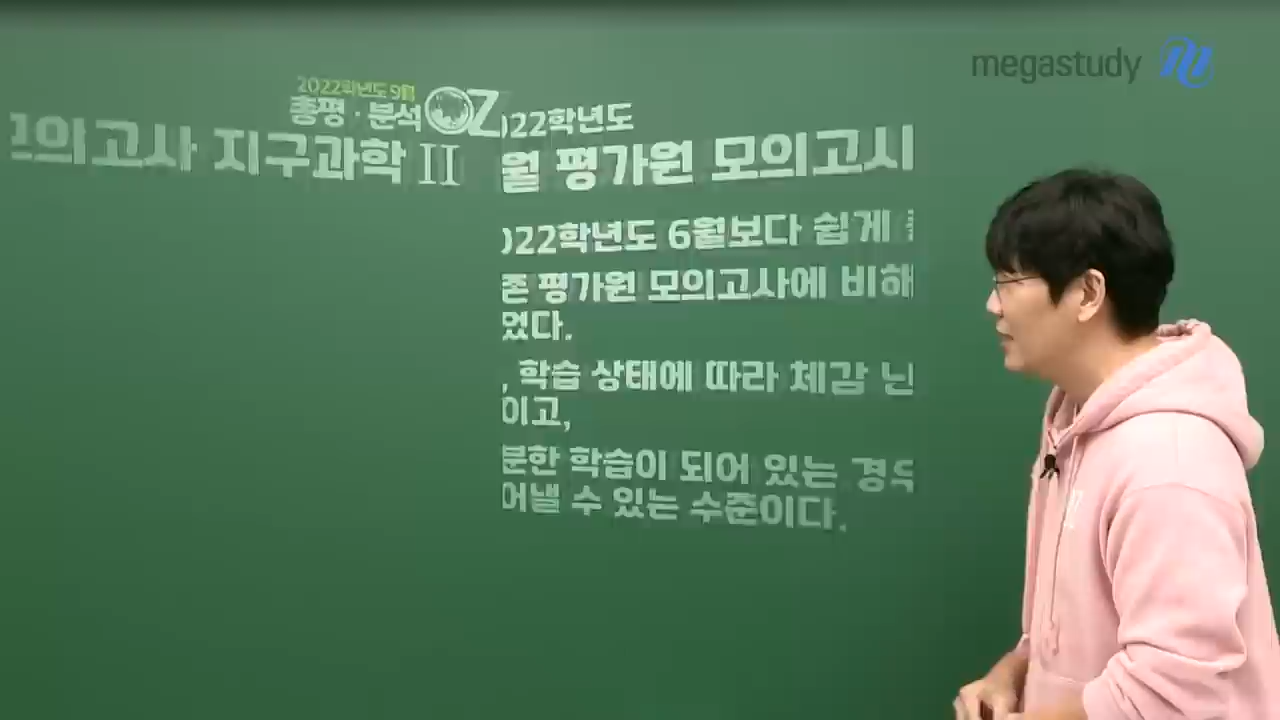 megastudy
2022학년도 9월
총평·분석 OZ
모의고사 지구과학 II
022학년도
월 평가원 모의고사
022학년도 6월보다 쉽게
존 평가원 모의고사에 비해
었다.
, 학습 상태에 따라 체감 난
이고,
분한 학습이 되어 있는 경우
어낼 수 있는 수준이다.